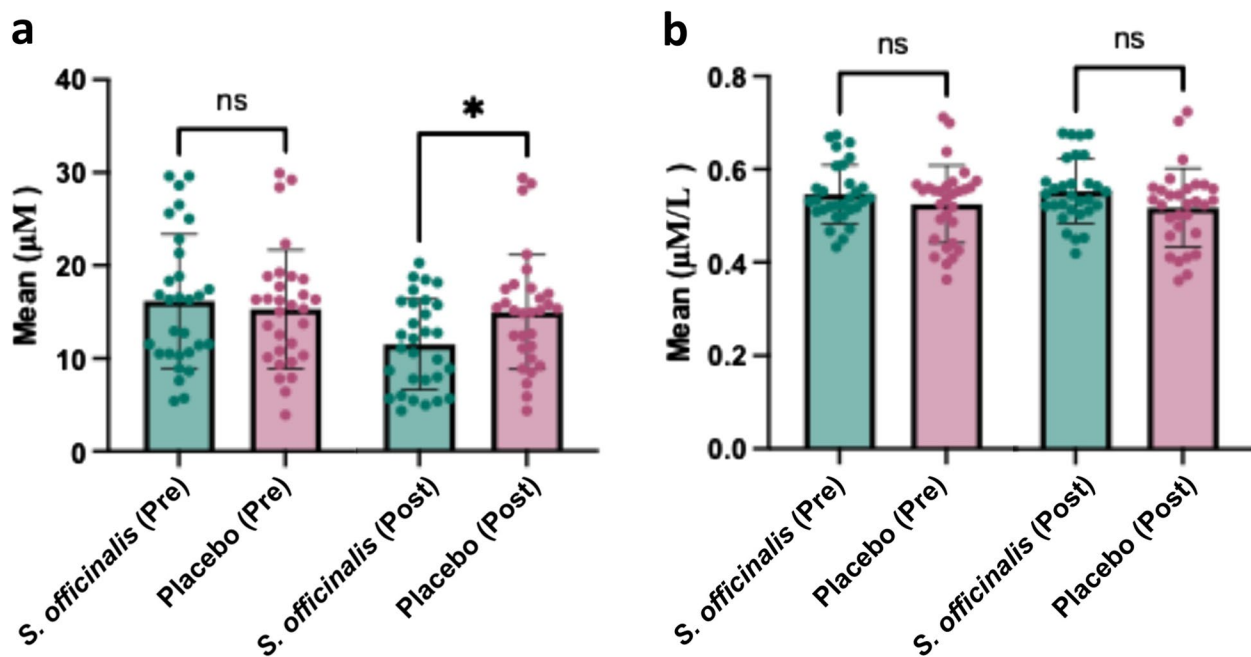 a
Mean (μM )
40
30
20
10
0
ns
*
S. officinalis (Pre)
Placebo (Pre)
S. officinalis (Post)
Placebo (Post)
b
Mean (μM/L )
0.8
0.6
0.4
0.2
0.0
ns
ns
S. officinalis (Pre)
Placebo (Pre)
S. officinalis (Post)
Placebo (Post)